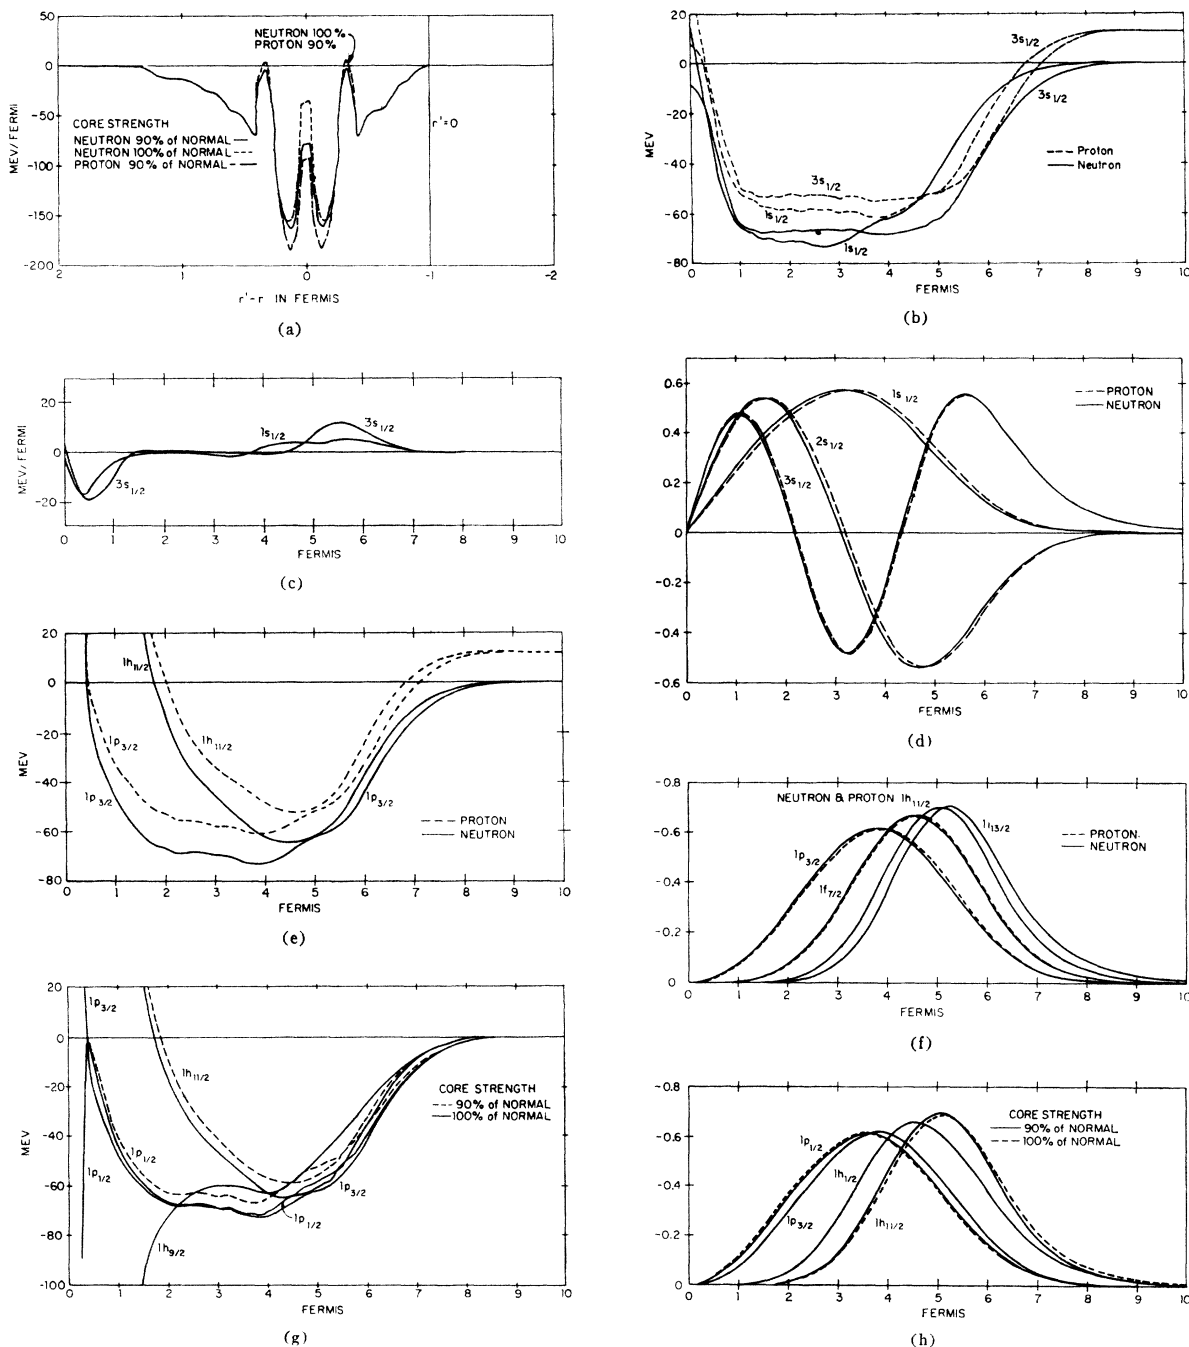 50
0
-50
-100
-150
-200
MEV/FERMI
NEUTRON 100%
PROTON 90%
CORE STRENGTH
NEUTRON 90% of NORMAL
NEUTRON 100% of NORMAL
PROTON 90% of NORMAL
r'=0
2 1 0 -1 -2
r'-r IN FERMIS
(a)
20
0
-20
-40
-60
-80
MEV
3s1/2
3s1/2
3s1/2
1s1/2
1s1/2
Proton
Neutron
0 1 2 3 4 5 6 7 8 9 10
FERMIS
(b)
20
0
-20
MEV/FERMI
1s1/2
3s1/2
3s1/2
0 1 2 3 4 5 6 7 8 9 10
FERMIS
(c)
0.6
0.4
0.2
0
-0.2
-0.4
-0.6
1s1/2
2s1/2
3s1/2
PROTON
NEUTRON
0 1 2 3 4 5 6 7 8 9 10
FERMIS
(d)
20
0
-20
-40
-60
-80
MEV
1h11/2
1p3/2
1h11/2
1p3/2
1p3/2
PROTON
NEUTRON
0 1 2 3 4 5 6 7 8 9 10
FERMIS
(e)
-0.8
-0.6
-0.4
-0.2
0
NEUTRON & PROTON 1h11/2
1i13/2
1p3/2
1f7/2
PROTON
NEUTRON
0 1 2 3 4 5 6 7 8 9 10
FERMIS
(f)
20
0
-20
-40
-60
-80
-100
MEV
1p3/2
1h11/2
1p1/2
1p1/2
1p3/2
1p1/2
1h9/2
CORE STRENGTH
90% of NORMAL
100% of NORMAL
0 1 2 3 4 5 6 7 8 9 10
FERMIS
(g)
-0.8
-0.6
-0.4
-0.2
0
1p1/2
1h1/2
1p3/2
1h11/2
CORE STRENGTH
90% of NORMAL
100% of NORMAL
0 1 2 3 4 5 6 7 8 9 10
FERMIS
(h)